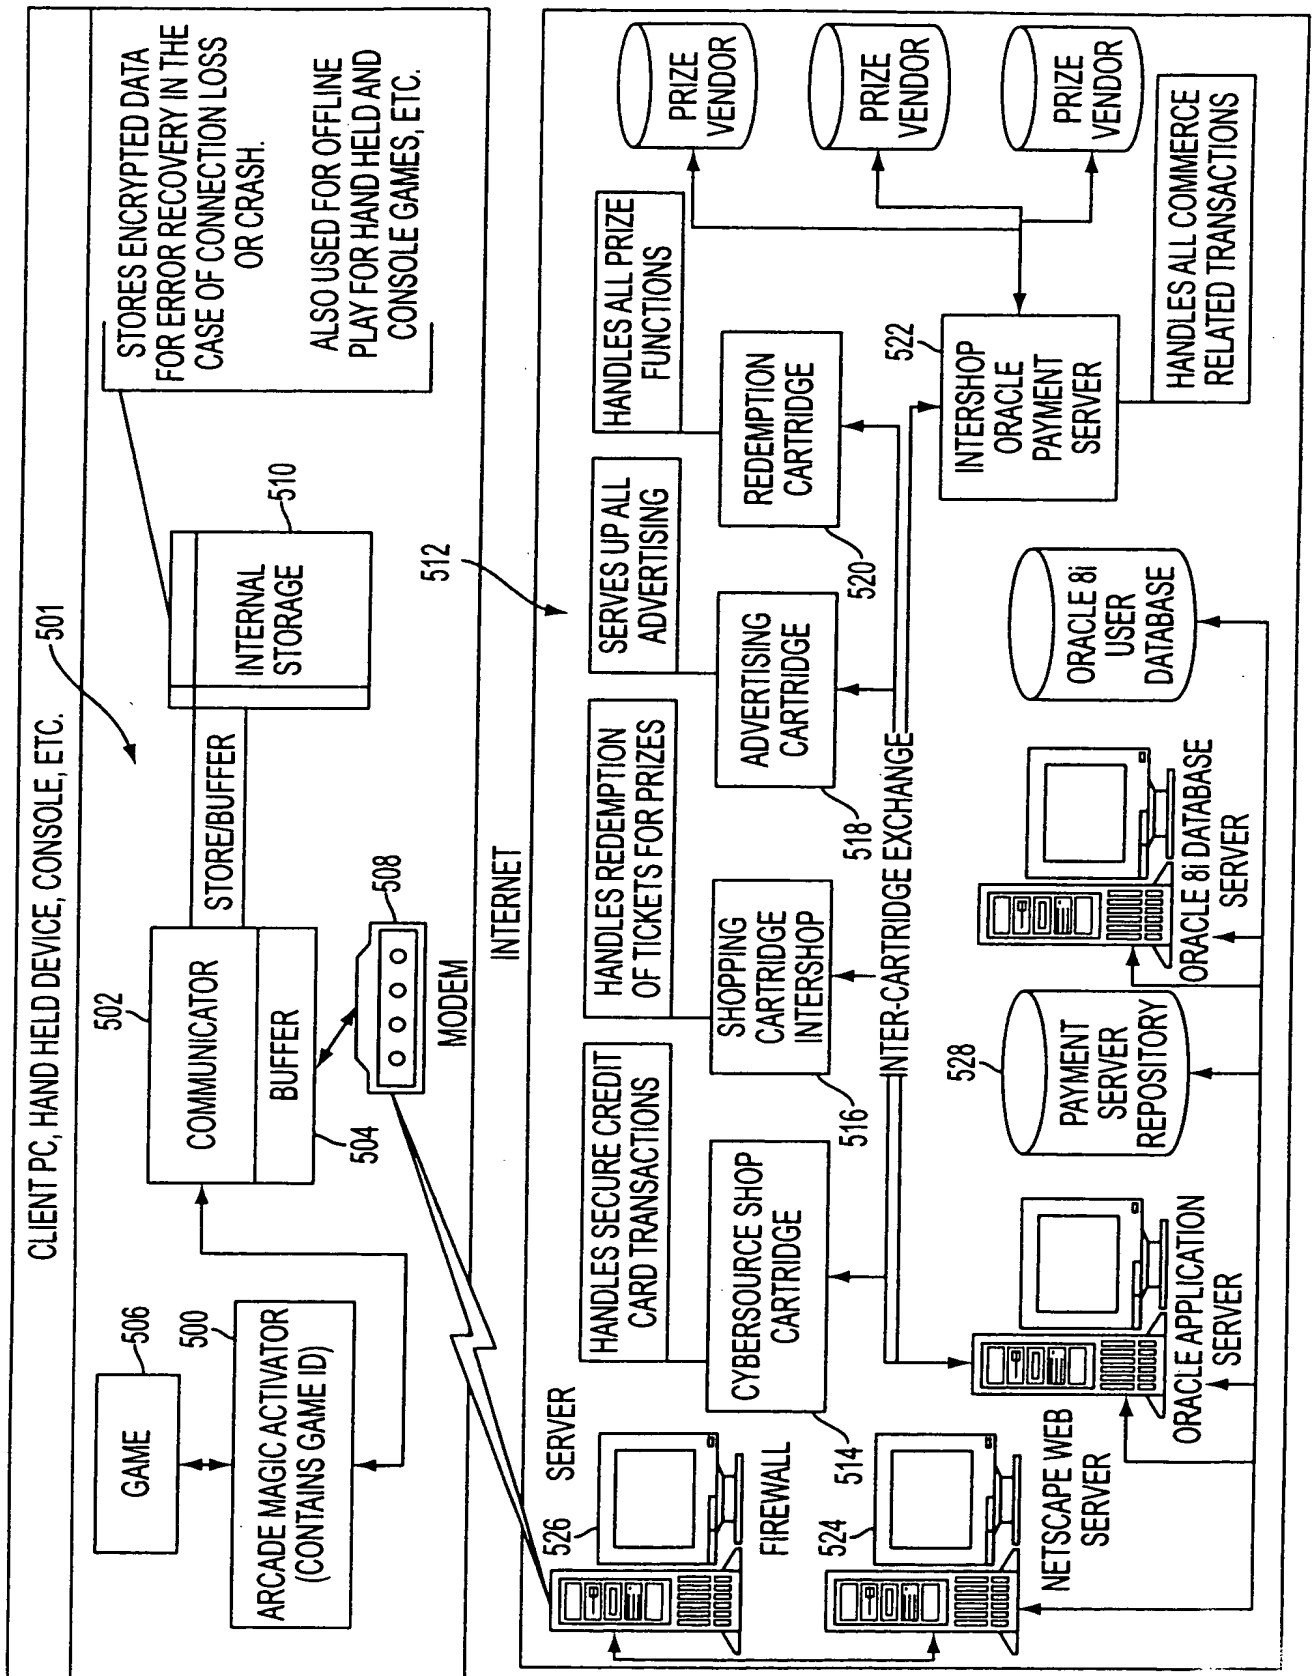 CLIENT PC, HAND HELD DEVICE, CONSOLE, ETC.
501
506
GAME
500
ARCADE MAGIC ACTIVATOR
(CONTAINS GAME ID)
502
COMMUNICATOR
BUFFER
504
STORE/BUFFER
INTERNAL
STORAGE
510
508
MODEM
STORES ENCRYPTED DATA
FOR ERROR RECOVERY IN THE
CASE OF CONNECTION LOSS
OR CRASH.
ALSO USED FOR OFFLINE
PLAY FOR HAND HELD AND
CONSOLE GAMES, ETC.
INTERNET
512
SERVER
526
FIREWALL
524
NETSCAPE WEB
SERVER
HANDLES SECURE CREDIT
CARD TRANSACTIONS
CYBERSOURCE SHOP
CARTRIDGE
514
HANDLES REDEMPTION
OF TICKETS FOR PRIZES
SHOPPING
CARTRIDGE
INTERSHOP
516
SERVES UP ALL
ADVERTISING
ADVERTISING
CARTRIDGE
518
HANDLES ALL PRIZE
FUNCTIONS
REDEMPTION
CARTRIDGE
520
INTER-CARTRIDGE EXCHANGE
PRIZE
VENDOR
PRIZE
VENDOR
PRIZE
VENDOR
522
INTERSHOP
ORACLE
PAYMENT
SERVER
HANDLES ALL COMMERCE
RELATED TRANSACTIONS
ORACLE APPLICATION
SERVER
528
PAYMENT
SERVER
REPOSITORY
ORACLE 8i DATABASE
SERVER
ORACLE 8i
USER
DATABASE